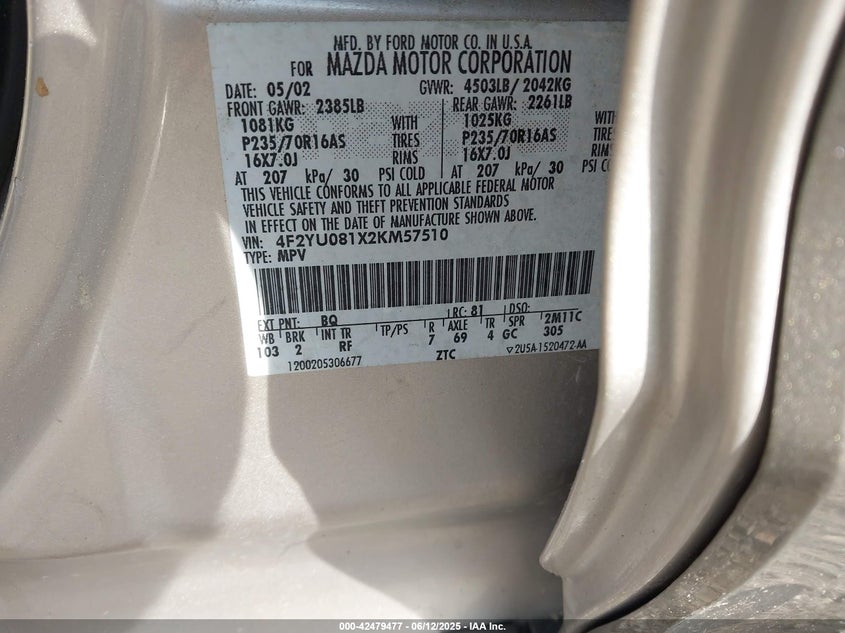 MFD. BY FORD MOTOR CO. IN U.S.A.
FOR MAZDA MOTOR CORPORATION
DATE: 05/02 GVWR: 4503LB/ 2042KG
FRONT GAWR: 2385LB REAR GAWR: 2261LB
1081KG WITH 1025KG WITH
P235/70R16AS TIRES P235/70R16AS TIRES
16X7.0J RIMS 16X7.0J RIMS
AT 207 kPa/ 30 PSI COLD AT 207 kPa/ 30 PSI
THIS VEHICLE CONFORMS TO ALL APPLICABLE FEDERAL MOTOR
VEHICLE SAFETY AND THEFT PREVENTION STANDARDS
IN EFFECT ON THE DATE OF MANUFACTURE SHOWN ABOVE.
VIN: 4F2YU081X2KM57510
TYPE: MPV
EXT PNT: BQ RC: 81 DSO:
WB BRK INT TR TP/PS R AXLE TR SPR 2M11C
103 2 RF 7 69 4 GC 305
1200205306677 ZTC ▽2U5A-1520472-AA
000-42479477 - 06/12/2025 - IAA Inc.